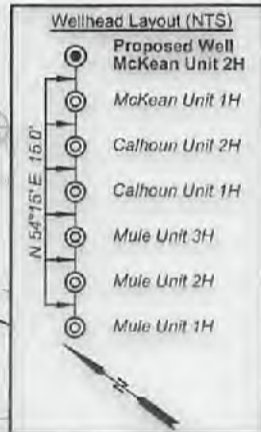 Wellhead Layout (NTS)
Proposed Well
McKean Unit 2H
McKean Unit 1H
Calhoun Unit 2H
Calhoun Unit 1H
Mule Unit 3H
Mule Unit 2H
Mule Unit 1H
N 54°15' E 15.0'
N